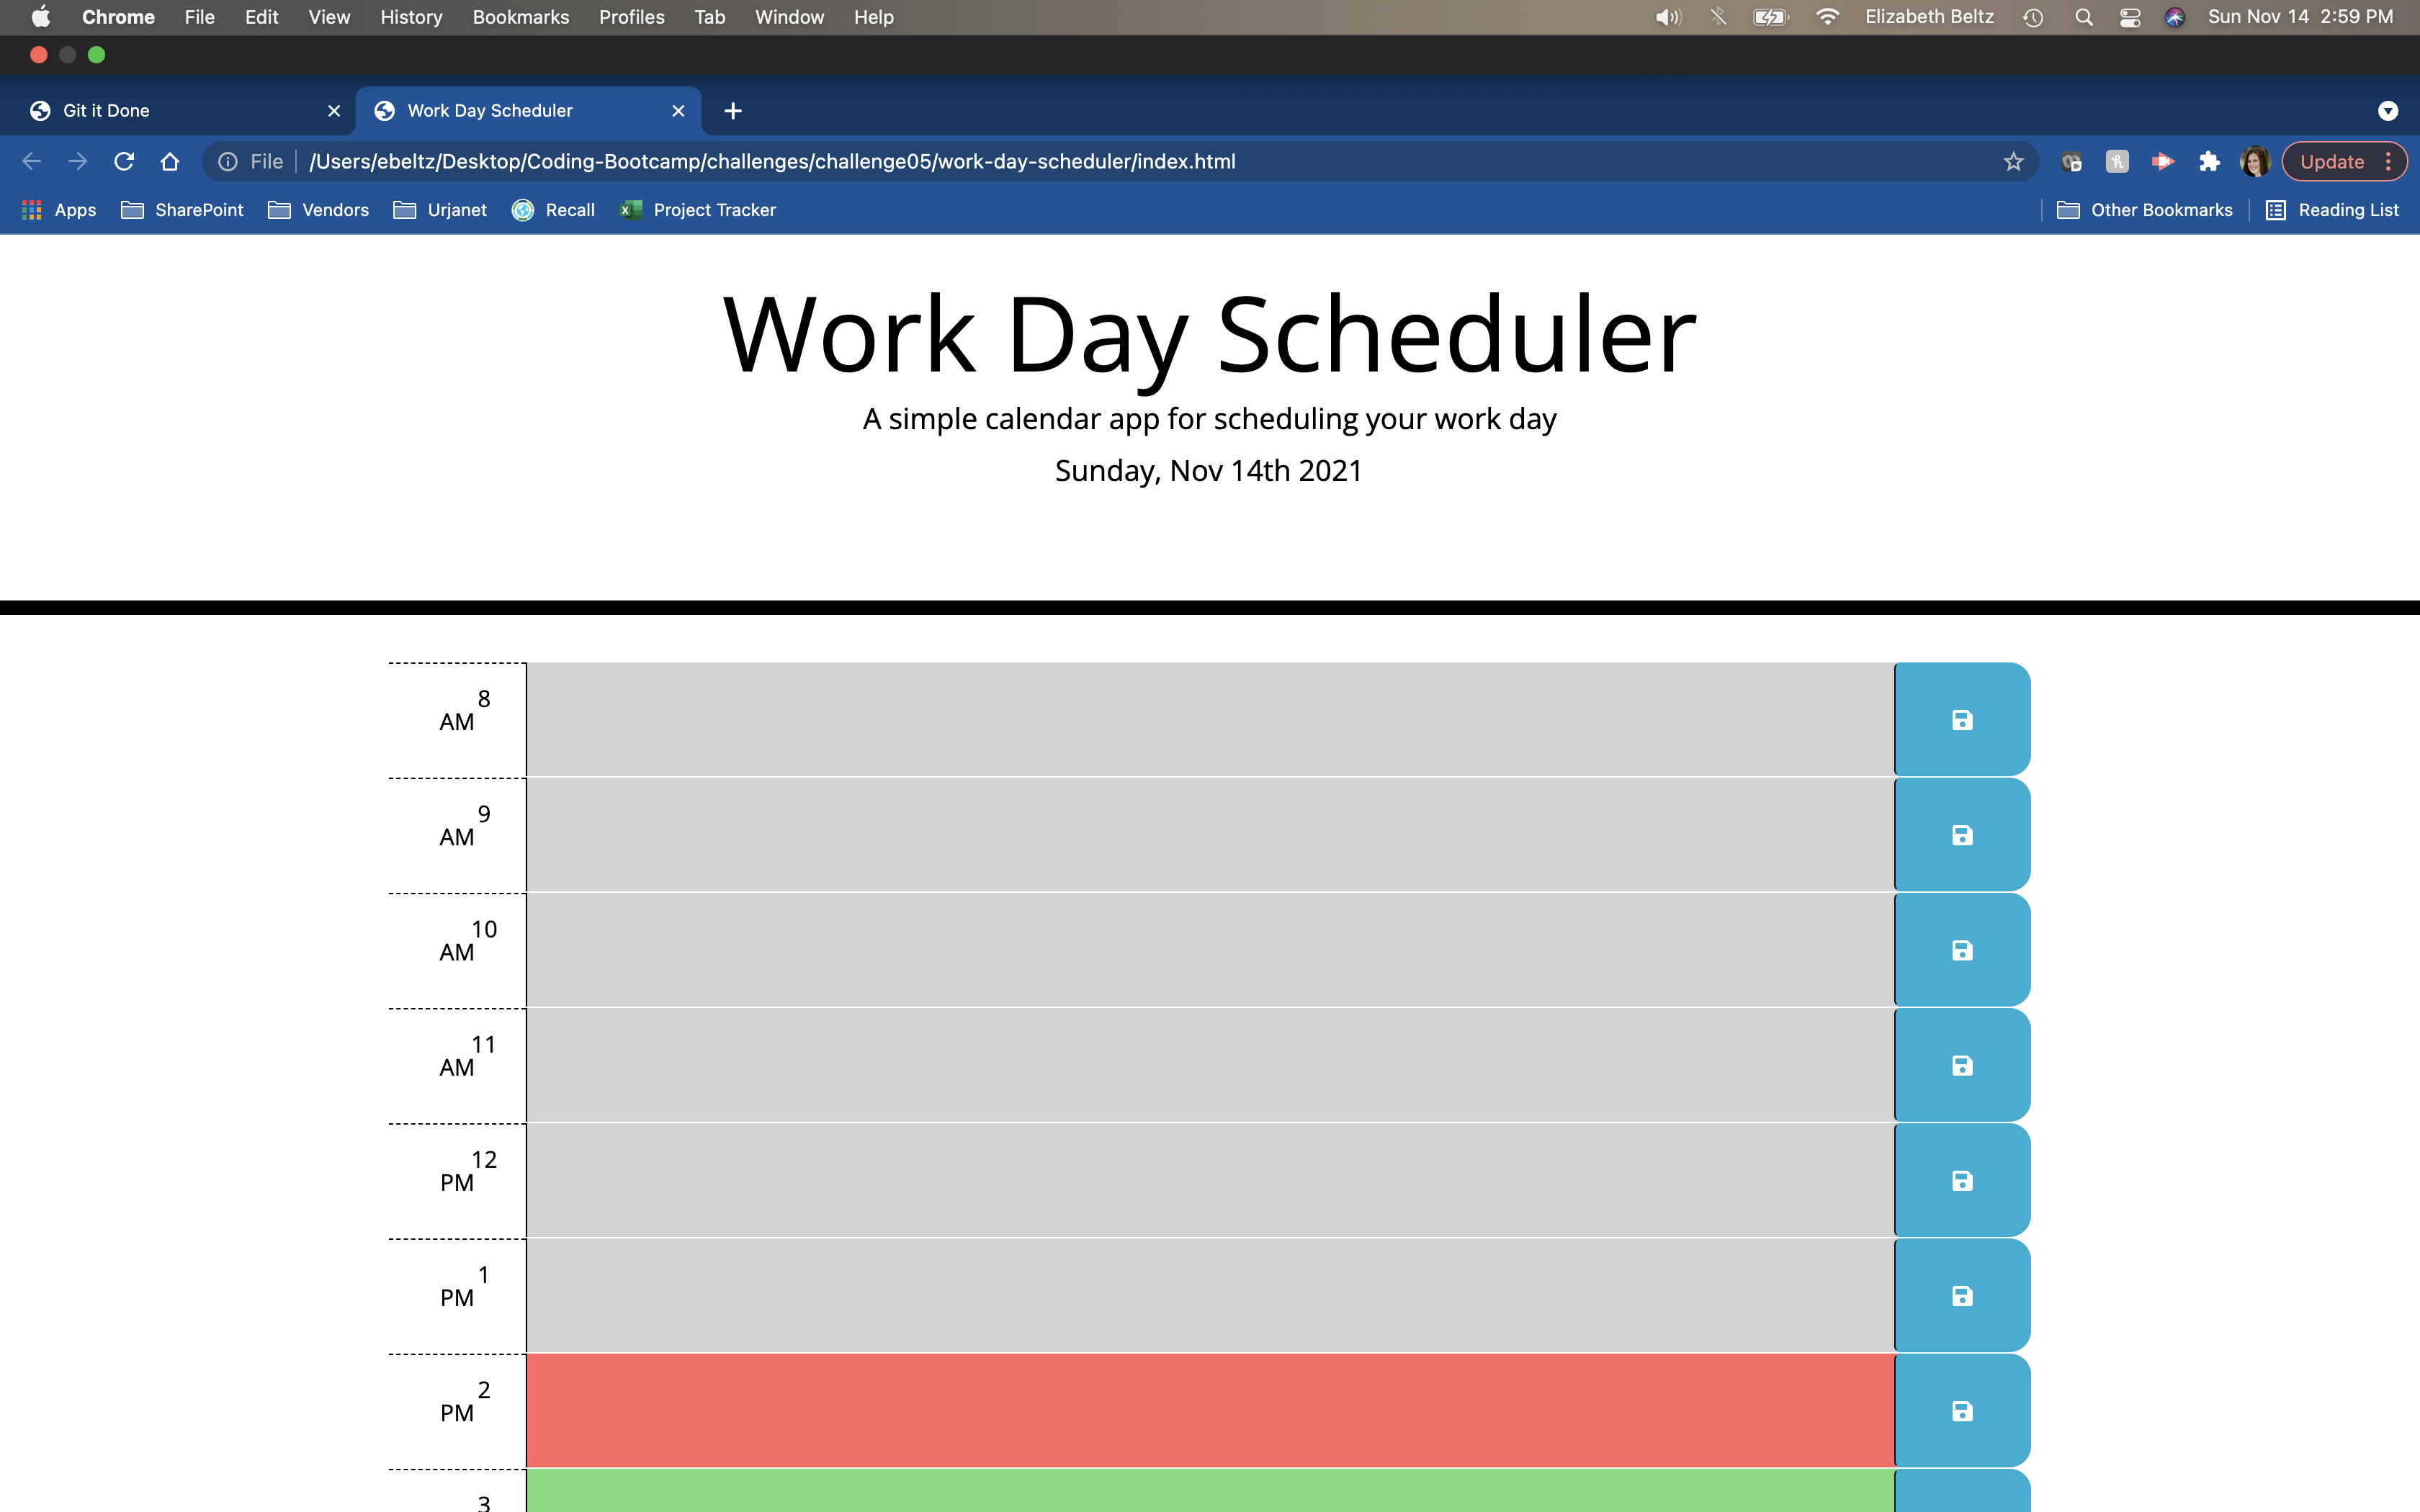 Chrome File Edit View History Bookmarks Profiles Tab Window Help Elizabeth Beltz Sun Nov 14 2:59 PM
Git it Done Work Day Scheduler
File /Users/ebeltz/Desktop/Coding-Bootcamp/challenges/challenge05/work-day-scheduler/index.html Update
Apps SharePoint Vendors Urjanet Recall Project Tracker Other Bookmarks Reading List
Work Day Scheduler
A simple calendar app for scheduling your work day
Sunday, Nov 14th 2021
8
AM
9
AM
10
AM
11
AM
12
PM
1
PM
2
PM
3